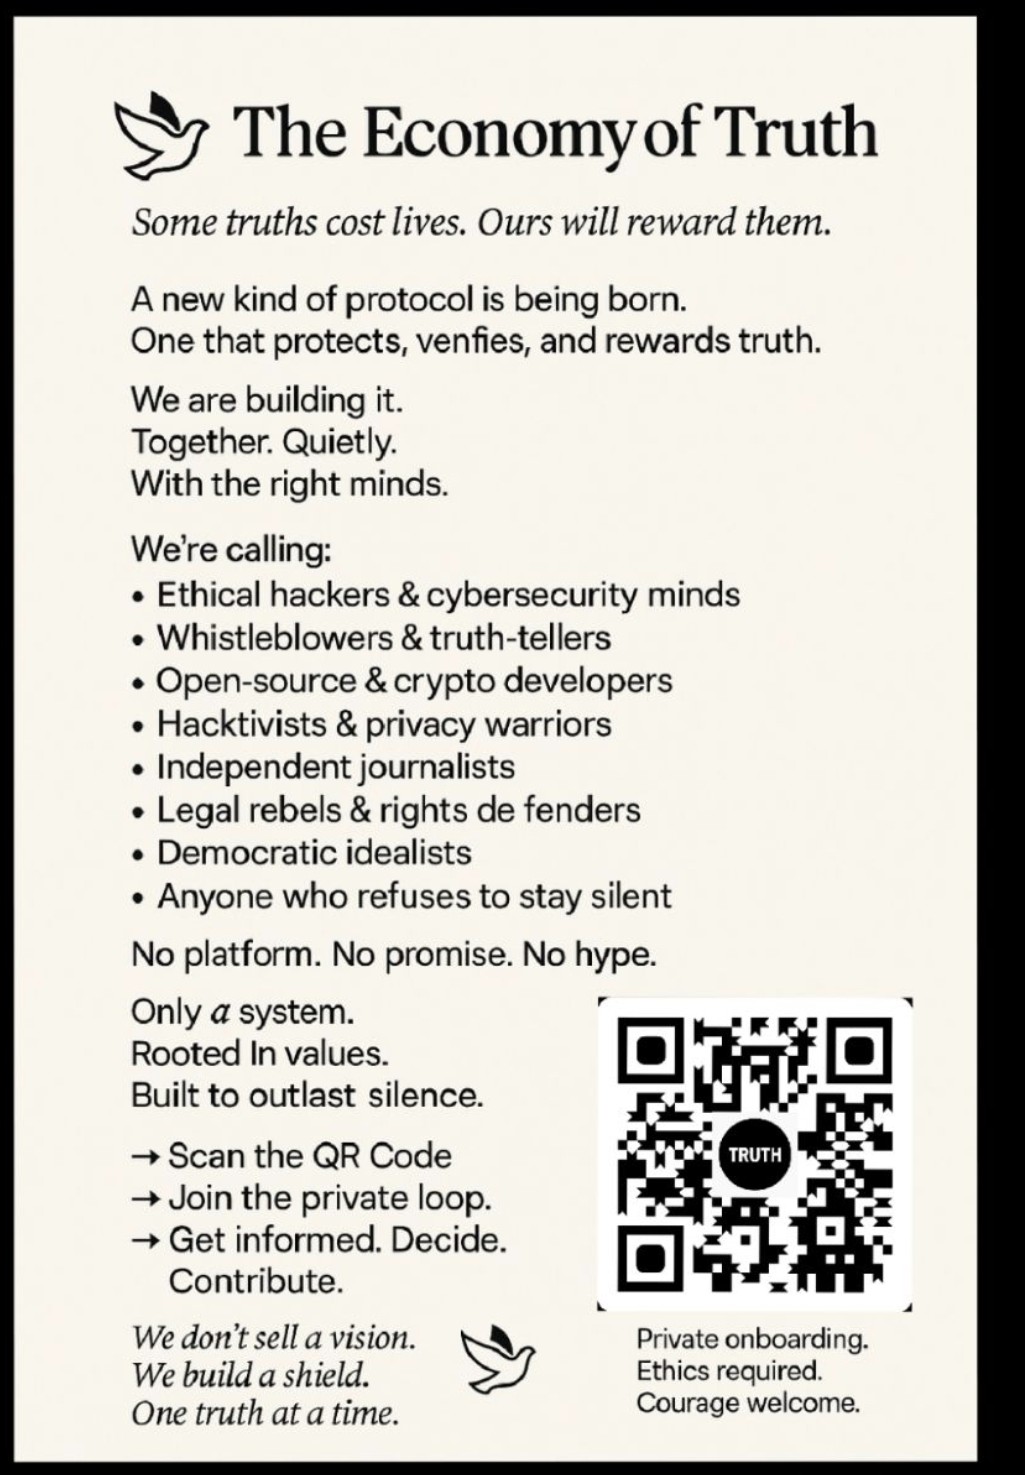 The Economy of Truth
Some truths cost lives. Ours will reward them.
A new kind of protocol is being born.
One that protects, venfies, and rewards truth.
We are building it.
Together. Quietly.
With the right minds.
We're calling:
• Ethical hackers & cybersecurity minds
• Whistleblowers & truth-tellers
• Open-source & crypto developers
• Hacktivists & privacy warriors
• Independent journalists
• Legal rebels & rights de fenders
• Democratic idealists
• Anyone who refuses to stay silent
No platform. No promise. No hype.
Only a system.
Rooted In values.
Built to outlast silence.
→ Scan the QR Code
→ Join the private loop.
→ Get informed. Decide.
Contribute.
TRUTH
We don't sell a vision.
We build a shield.
One truth at a time.
Private onboarding.
Ethics required.
Courage welcome.